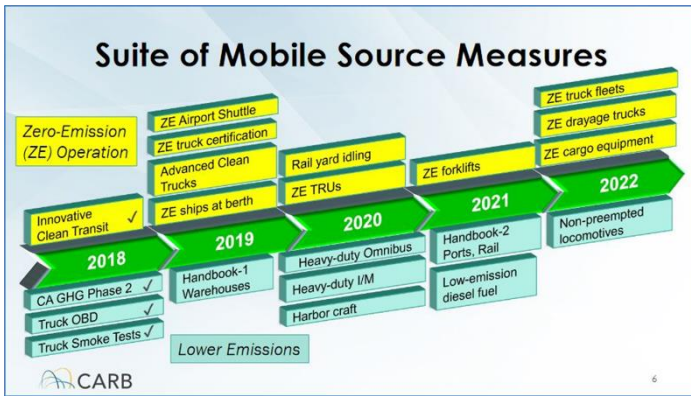 Suite of Mobile Source Measures
Zero-Emission
(ZE) Operation
Innovative
Clean Transit ✓
ZE Airport Shuttle
ZE truck certification
Advanced Clean
Trucks
ZE ships at berth
Rail yard idling
ZE TRUs
ZE forklifts
ZE truck fleets
ZE drayage trucks
ZE cargo equipment
2018
2019
2020
2021
2022
CA GHG Phase 2 ✓
Truck OBD ✓
Truck Smoke Tests ✓
Handbook-1
Warehouses
Heavy-duty Omnibus
Heavy-duty I/M
Harbor craft
Handbook-2
Ports, Rail
Low-emission
diesel fuel
Non-preempted
locomotives
Lower Emissions
CARB
6